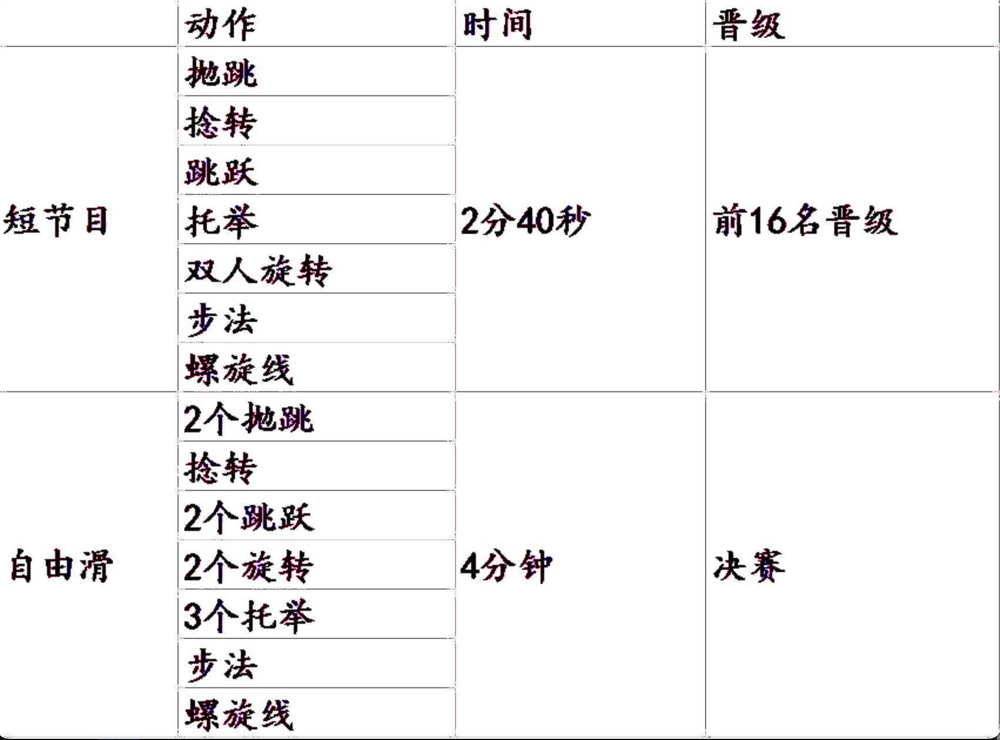 动作 时间 晋级
抛跳
捻转
跳跃
短节目 托举 2分40秒 前16名晋级
双人旋转
步法
螺旋线
2个抛跳
捻转
2个跳跃
自由滑 2个旋转 4分钟 决赛
3个托举
步法
螺旋线